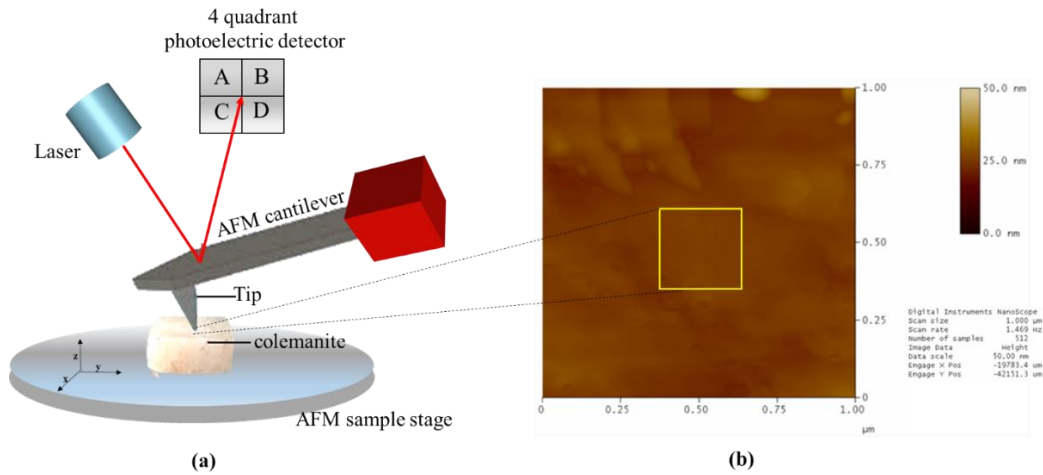 4 quadrant
photoelectric detector
A B
C D
Laser
AFM cantilever
Tip
colemanite
z
y
x
AFM sample stage
(a)
1.00
0.75
0.50
0.25
0
0 0.25 0.50 0.75 1.00
µm
50.0 nm
25.0 nm
0.0 nm
Digital Instruments NanoScope
Scan size 1.000 µm
Scan rate 1.469 Hz
Number of samples 512
Image Data Height
Data scale 50.00 nm
Engage X Pos -19783.4 um
Engage Y Pos -42151.3 um
(b)